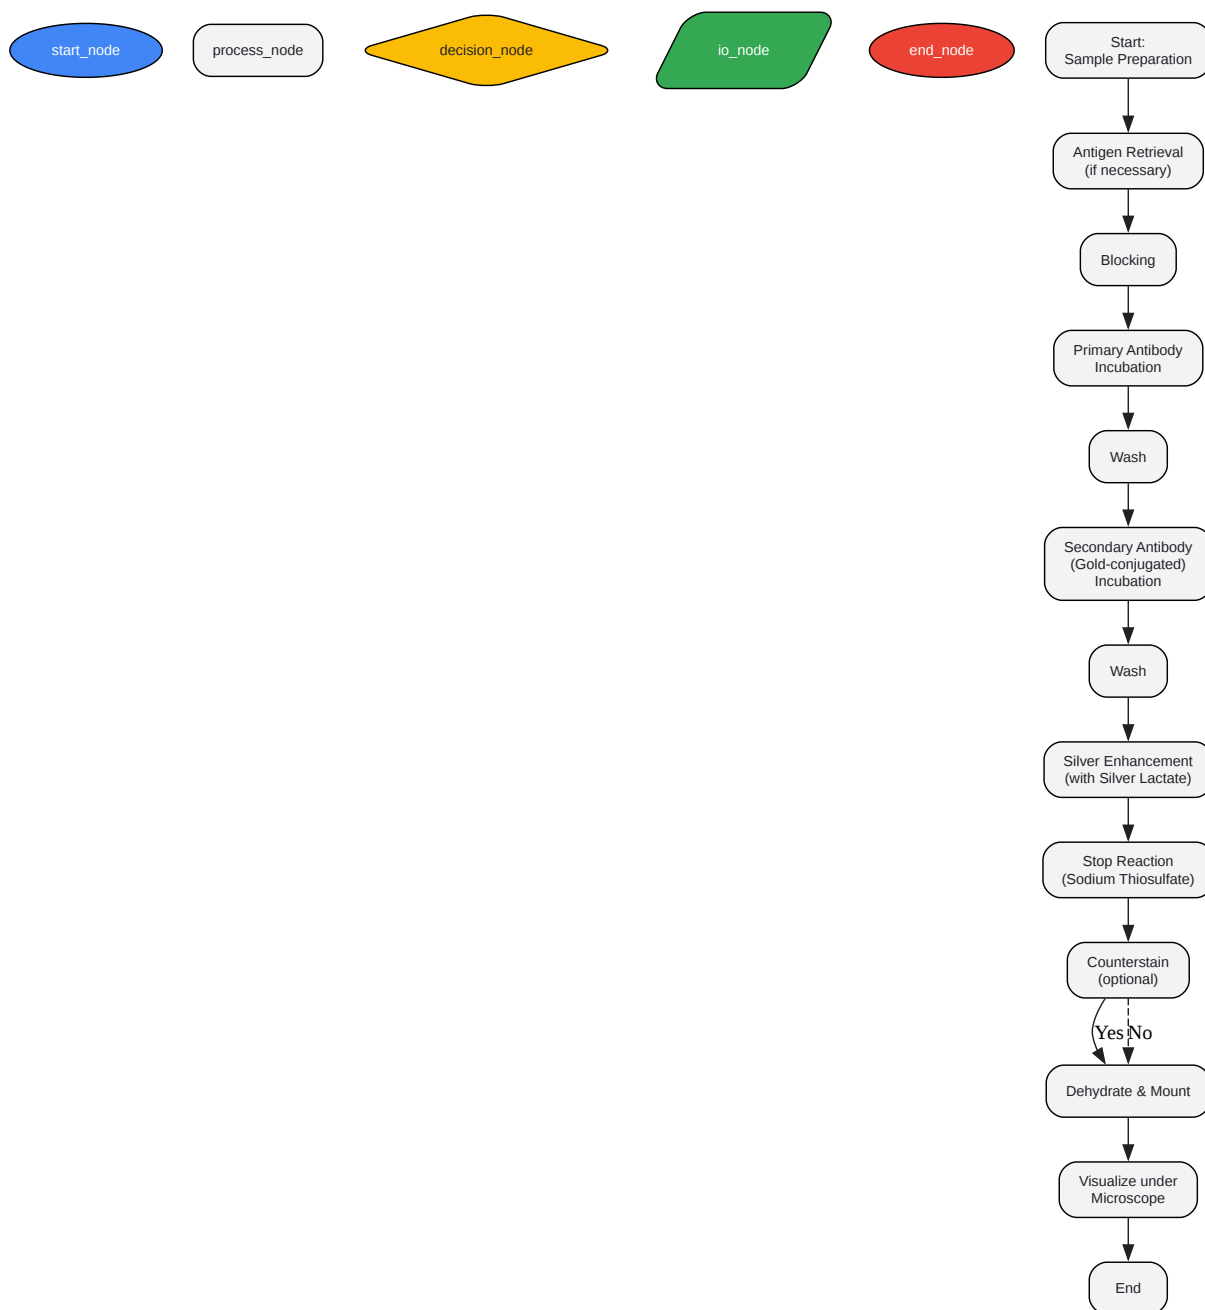 start_node
process_node
decision_node
io_node
end_node
Start:
Sample Preparation
Antigen Retrieval
(if necessary)
Blocking
Primary Antibody
Incubation
Wash
Secondary Antibody
(Gold-conjugated)
Incubation
Wash
Silver Enhancement
(with Silver Lactate)
Stop Reaction
(Sodium Thiosulfate)
Counterstain
(optional)
Yes No
Dehydrate & Mount
Visualize under
Microscope
End